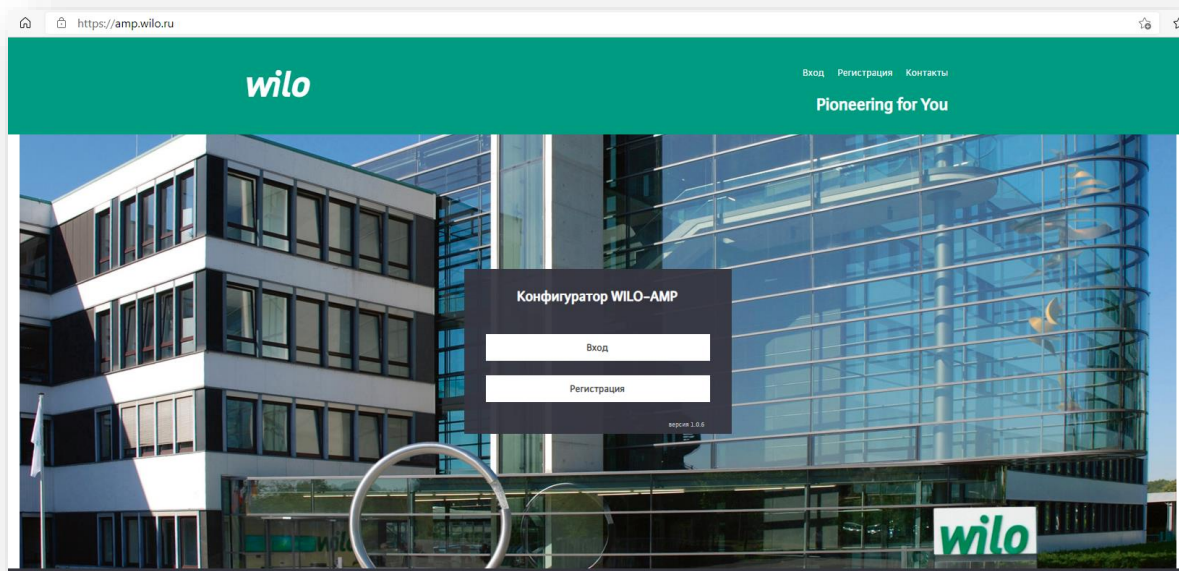 https://amp.wilo.ru
wilo
Вход Регистрация Контакты
Pioneering for You
Конфигуратор WILO-AMP
Вход
Регистрация
версия 1.0.6
wilo
wilo